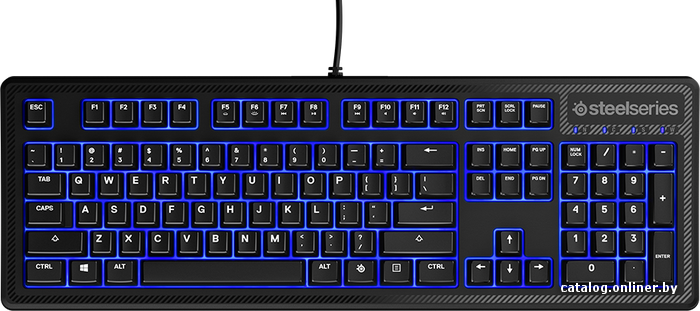 steelseries
ESC F1 F2 F3 F4 F5 F6 F7 F8 F9 F10 F11 F12 PRT SCN SCRL LOCK PAUSE
~ ! @ # $ % ^ & * ( ) _ + ← INS HOME PG UP NUM LOCK / * -
` 1 2 3 4 5 6 7 8 9 0 - =
TAB Q W E R T Y U I O P { } | DEL END PG DN 7 8 9 +
[ ] \
CAPS A S D F G H J K L : " ↵ 4 5 6
; '
Z X C V B N M < > ? ↑ 1 2 3 ENTER
, . /
CTRL ALT ALT CTRL ← ↓ → 0 .
catalog.onliner.by